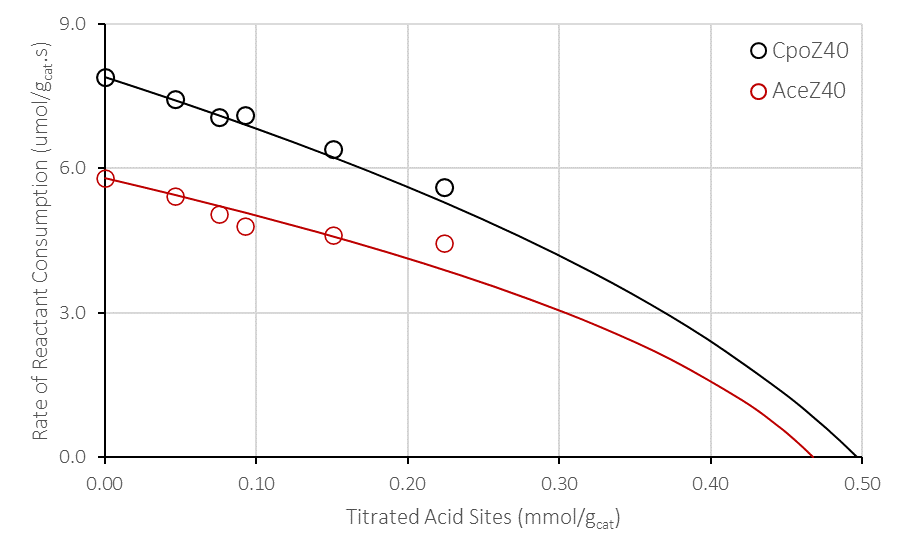 9.0
6.0
3.0
0.0
0.00
0.10
0.20
0.30
0.40
0.50
Rate of Reactant Consumption (umol/gcat.s)
Titrated Acid Sites (mmol/gcat)
CpoZ40
AceZ40